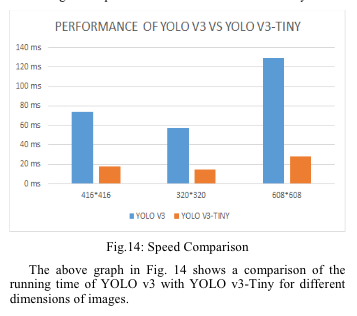 PERFORMANCE OF YOLO V3 VS YOLO V3-TINY
140 ms
120 ms
100 ms
80 ms
60 ms
40 ms
20 ms
0 ms
416*416 320*320 608*608
YOLO V3 YOLO V3-TINY
Fig.14: Speed Comparison
The above graph in Fig. 14 shows a comparison of the
running time of YOLO v3 with YOLO v3-Tiny for different
dimensions of images.